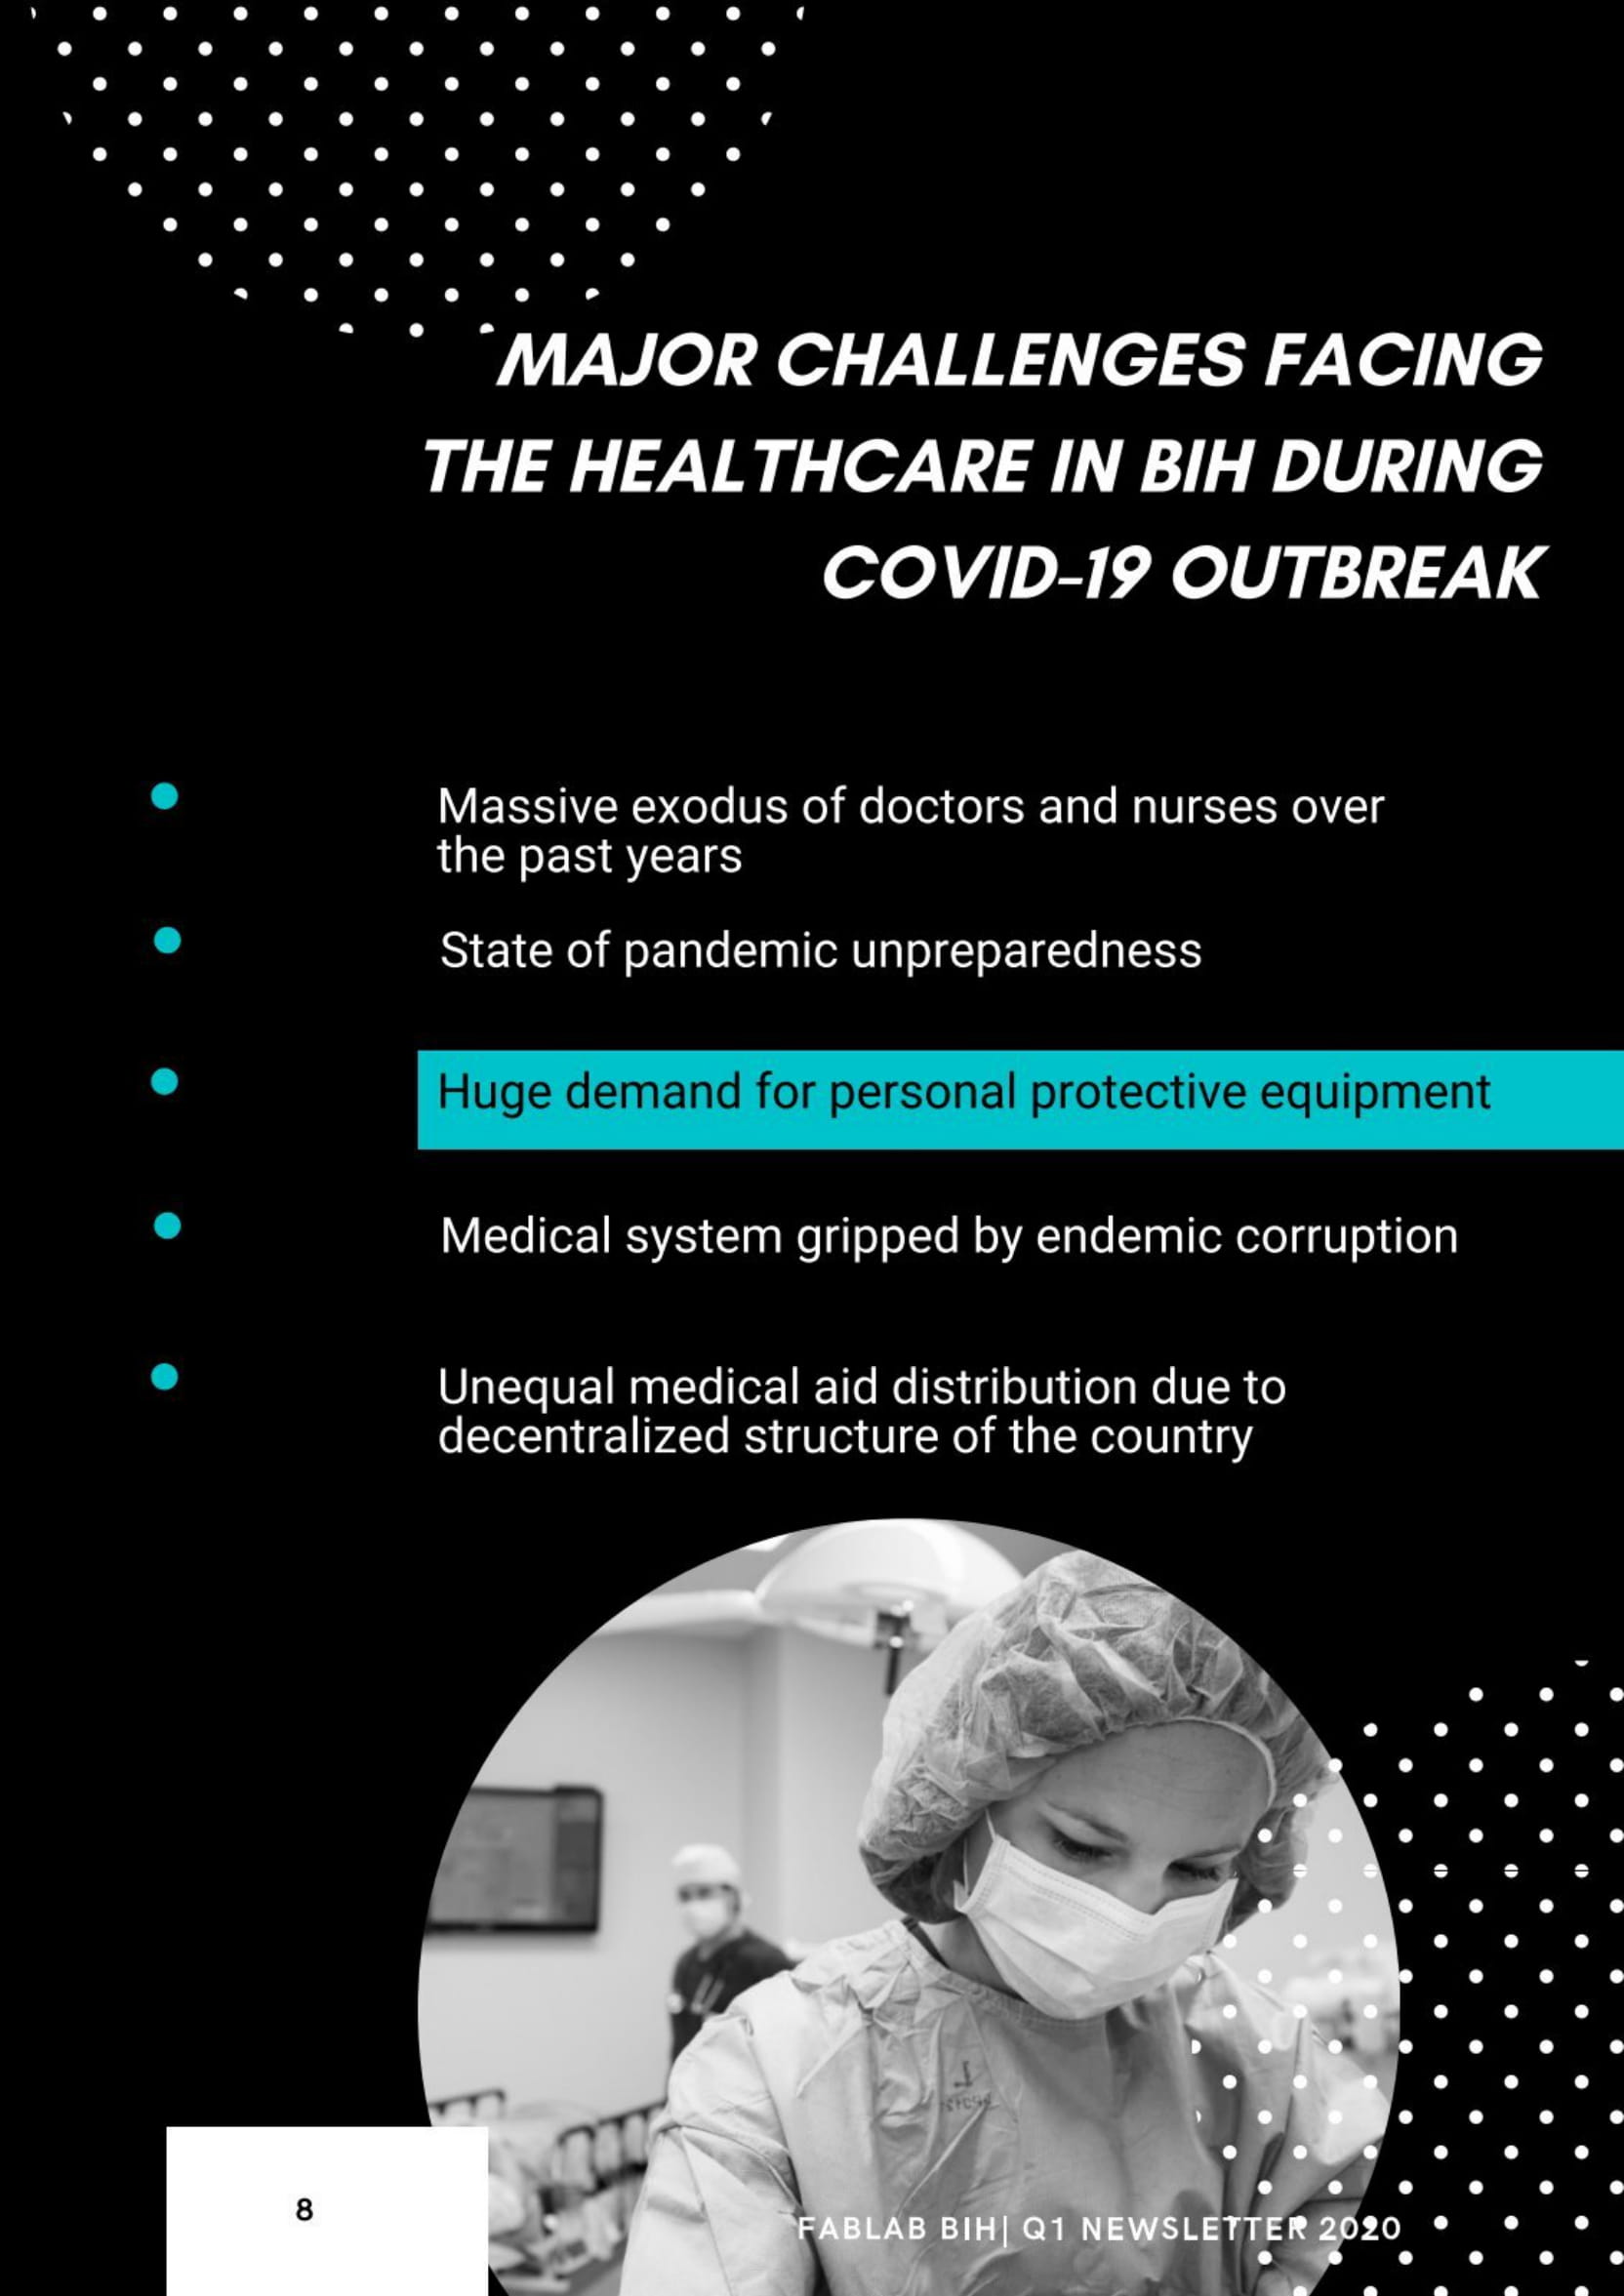 MAJOR CHALLENGES FACING
THE HEALTHCARE IN BIH DURING
COVID-19 OUTBREAK
Massive exodus of doctors and nurses over
the past years
State of pandemic unpreparedness
Huge demand for personal protective equipment
Medical system gripped by endemic corruption
Unequal medical aid distribution due to
decentralized structure of the country
8
FABLAB BIH| Q1 NEWSLETTER 2020